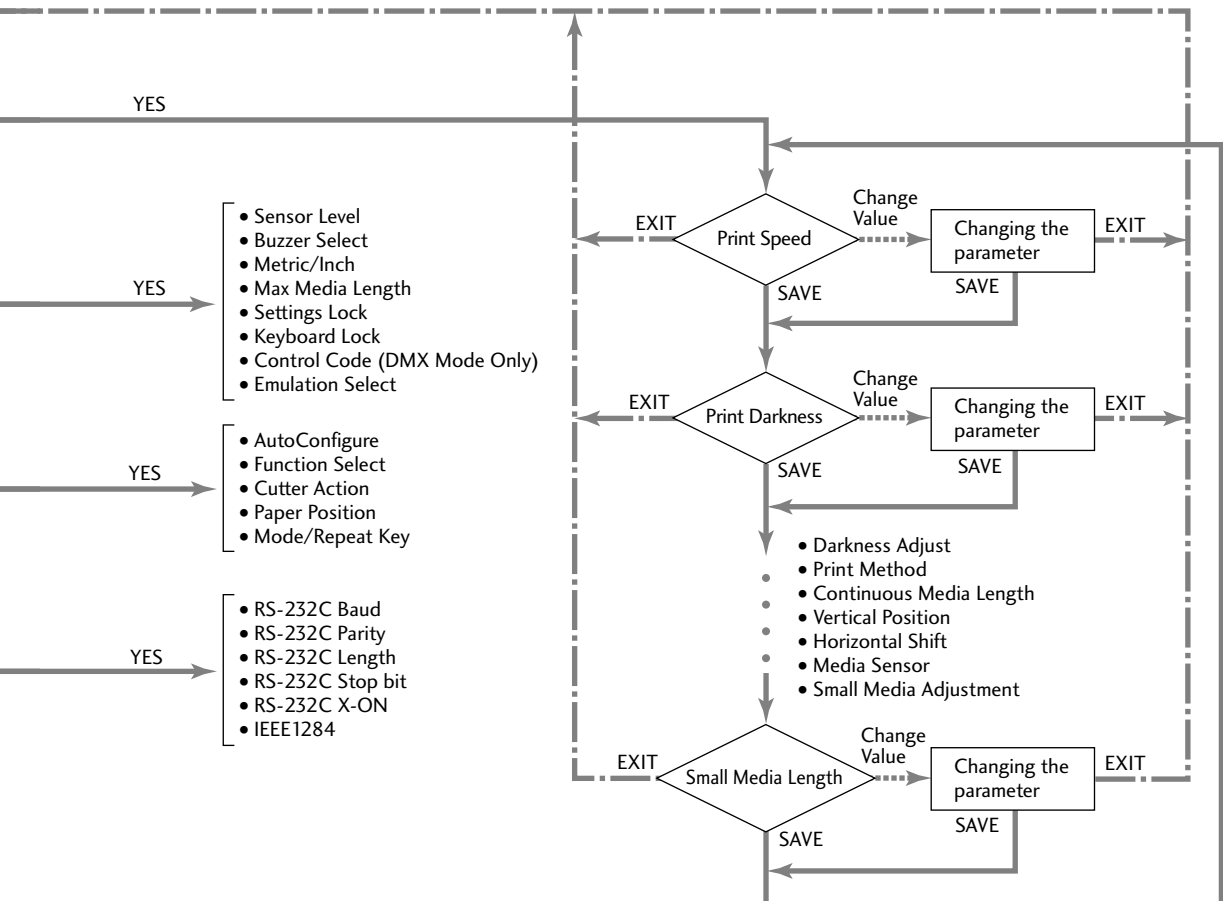 YES
YES
• Sensor Level
• Buzzer Select
• Metric/Inch
• Max Media Length
• Settings Lock
• Keyboard Lock
• Control Code (DMX Mode Only)
• Emulation Select
YES
• AutoConfigure
• Function Select
• Cutter Action
• Paper Position
• Mode/Repeat Key
YES
• RS-232C Baud
• RS-232C Parity
• RS-232C Length
• RS-232C Stop bit
• RS-232C X-ON
• IEEE1284
EXIT
Print Speed
Change
Value
Changing the
parameter
EXIT
SAVE
SAVE
EXIT
Print Darkness
Change
Value
Changing the
parameter
EXIT
SAVE
SAVE
• Darkness Adjust
• Print Method
• Continuous Media Length
• Vertical Position
• Horizontal Shift
• Media Sensor
• Small Media Adjustment
EXIT
Small Media Length
Change
Value
Changing the
parameter
EXIT
SAVE
SAVE